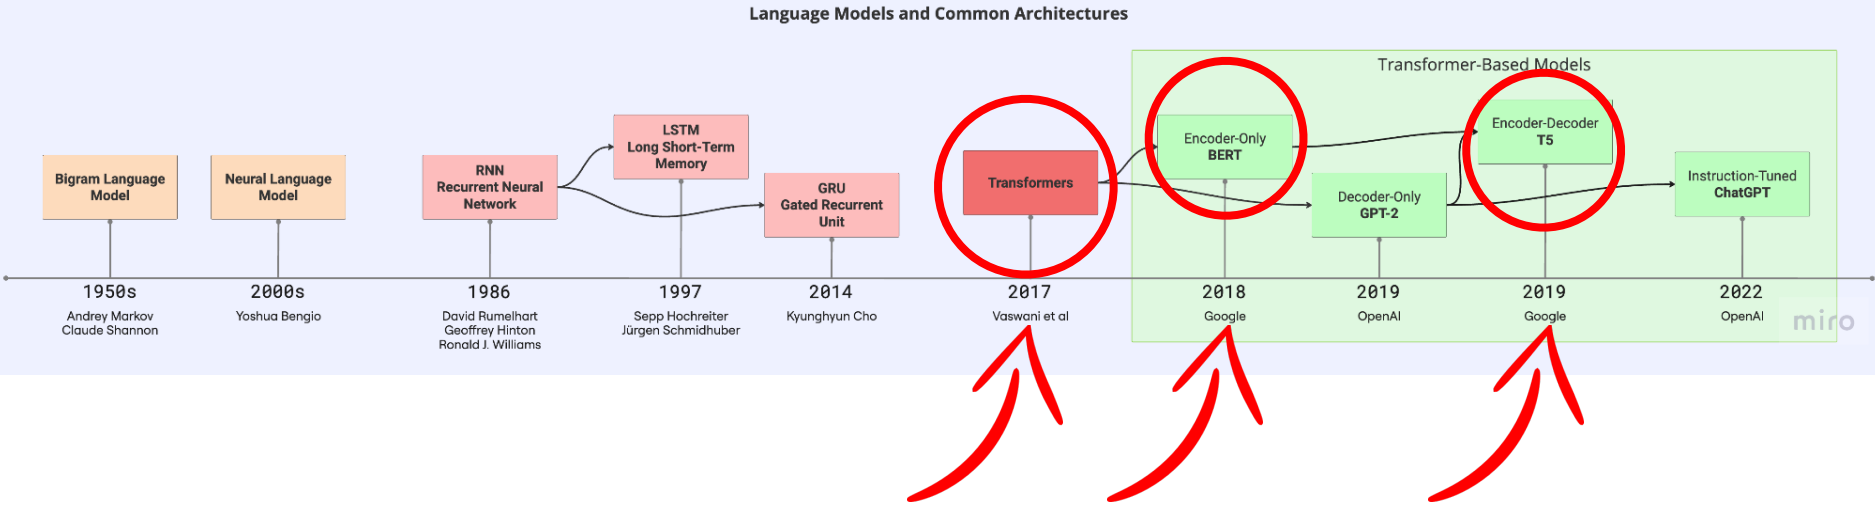 Language Models and Common Architectures
Transformer-Based Models
Bigram Language
Model
Neural Language
Model
RNN
Recurrent Neural
Network
LSTM
Long Short-Term
Memory
GRU
Gated Recurrent
Unit
Transformers
Encoder-Only
BERT
Decoder-Only
GPT-2
Encoder-Decoder
T5
Instruction-Tuned
ChatGPT
1950s
Andrey Markov
Claude Shannon
2000s
Yoshua Bengio
1986
David Rumelhart
Geoffrey Hinton
Ronald J. Williams
1997
Sepp Hochreiter
Jürgen Schmidhuber
2014
Kyunghyun Cho
2017
Vaswani et al
2018
Google
2019
OpenAI
2019
Google
2022
OpenAI
miro